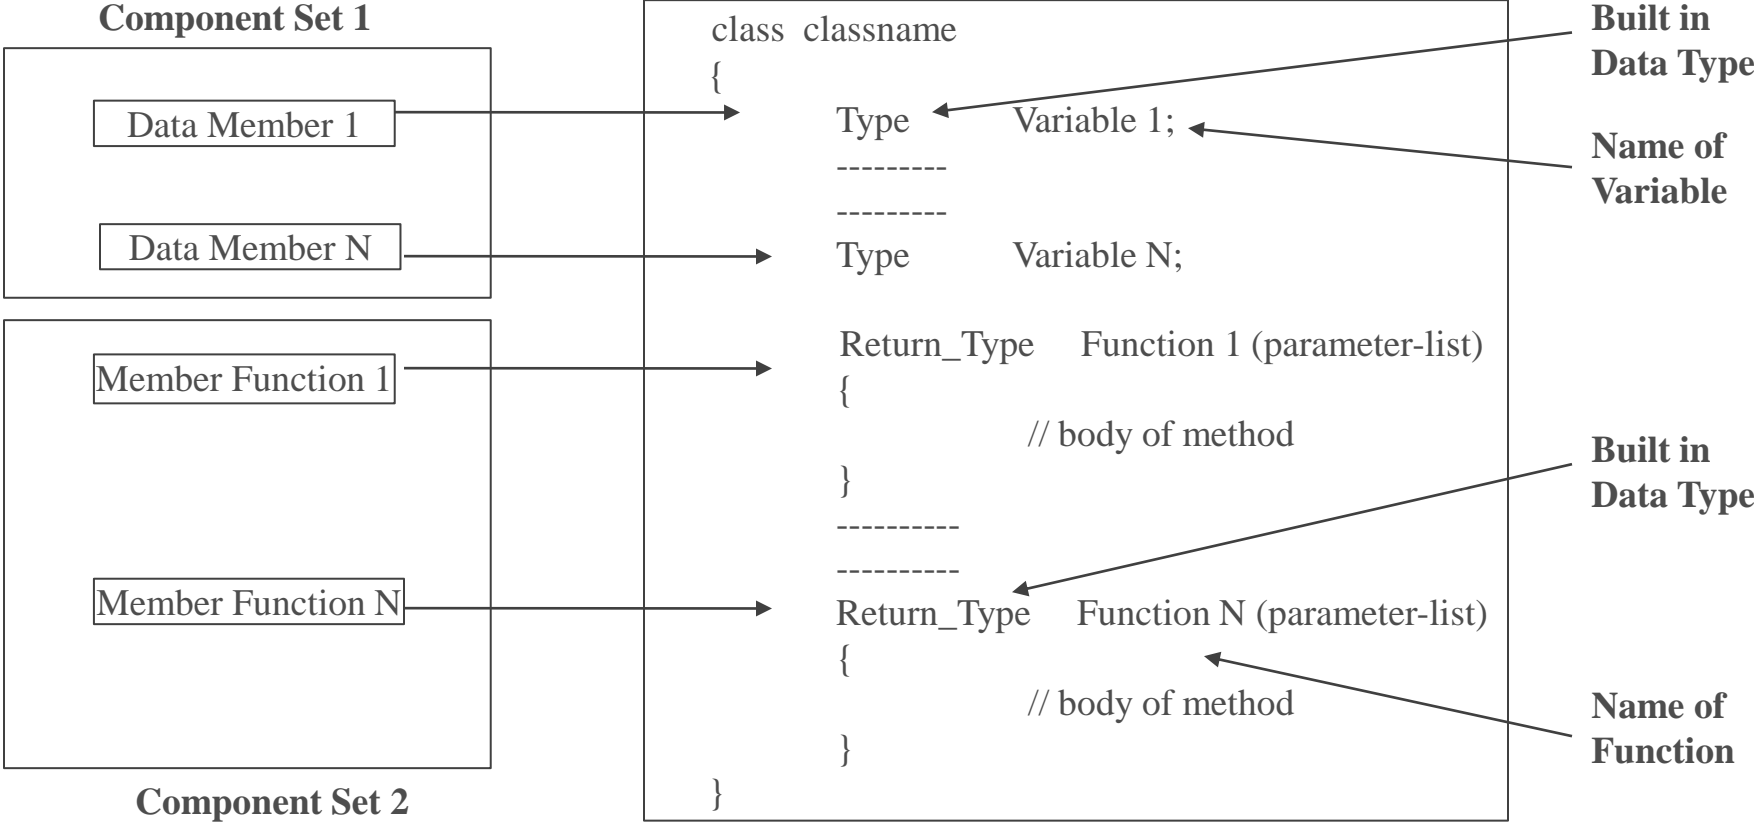 Component Set 1
Data Member 1
Data Member N
Member Function 1
Member Function N
Component Set 2
class classname
{
Type Variable 1;
---------
---------
Type Variable N;
Return_Type Function 1 (parameter-list)
{
// body of method
}
----------
----------
Return_Type Function N (parameter-list)
{
// body of method
}
}
Built in
Data Type
Name of
Variable
Built in
Data Type
Name of
Function